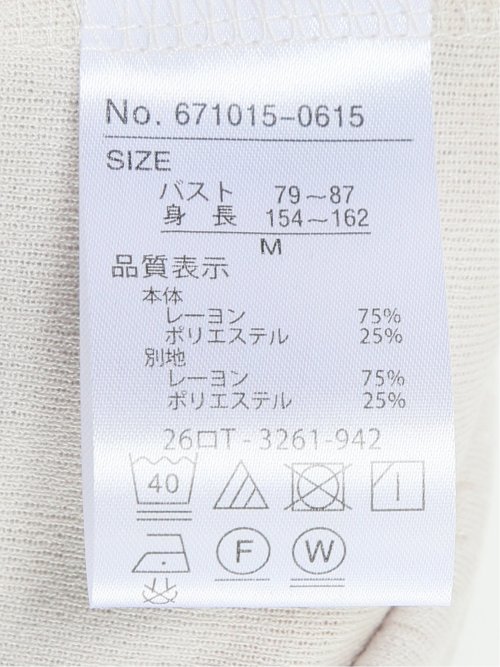 No. 671015-0615
SIZE
バスト 79～87
身長 154～162
M
品質表示
本体
レーヨン 75%
ポリエステル 25%
別地
レーヨン 75%
ポリエステル 25%
26ロT-3261-942
40
F W